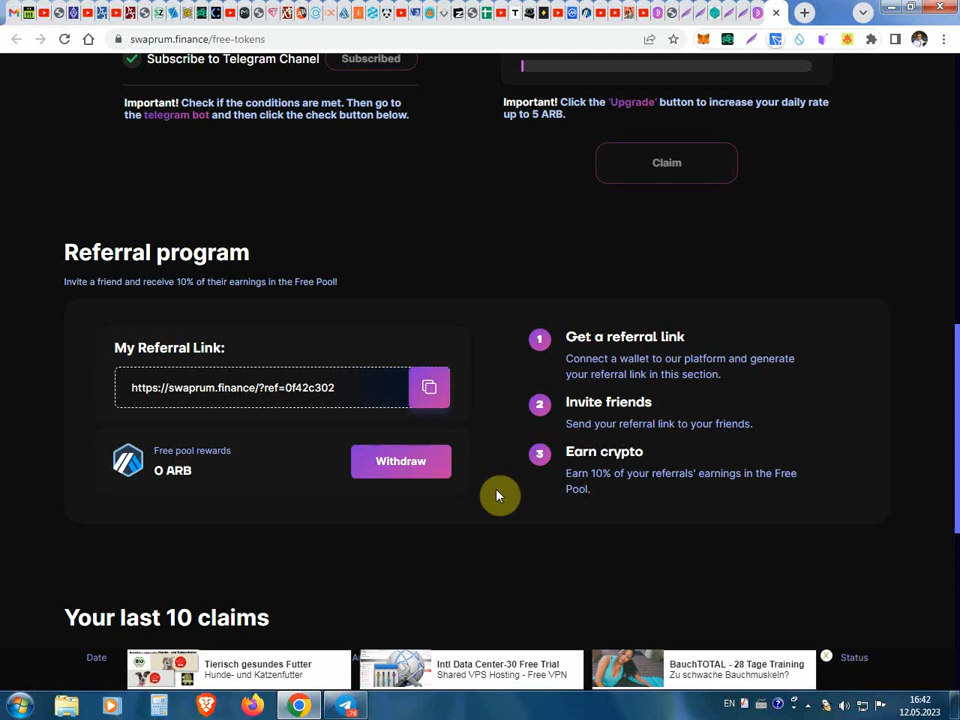 swaprum.finance/free-tokens
Subscribe to Telegram Chanel
Subscribed
Important! Check if the conditions are met. Then go to
the telegram bot and then click the check button below.
Important! Click the 'Upgrade' button to increase your daily rate
up to 5 ARB.
Claim
Referral program
Invite a friend and receive 10% of their earnings in the Free Pool!
My Referral Link:
https://swaprum.finance/?ref=0f42c302
Free pool rewards
0 ARB
Withdraw
1
Get a referral link
Connect a wallet to our platform and generate
your referral link in this section.
2
Invite friends
Send your referral link to your friends.
3
Earn crypto
Earn 10% of your referrals' earnings in the Free
Pool.
Your last 10 claims
Date
Status
Tierisch gesundes Futter
Hunde- und Katzenfutter
Intl Data Center-30 Free Trial
Shared VPS Hosting - Free VPN
BauchTOTAL - 28 Tage Training
Zu schwache Bauchmuskeln?
EN
16:42
12.05.2023